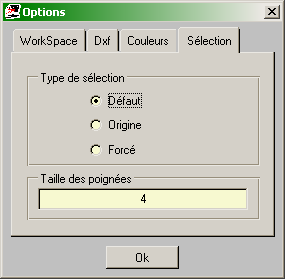 Options
WorkSpace Dxf Couleurs Sélection
Type de sélection
Défaut
Origine
Forcé
Taille des poignées
4
Ok